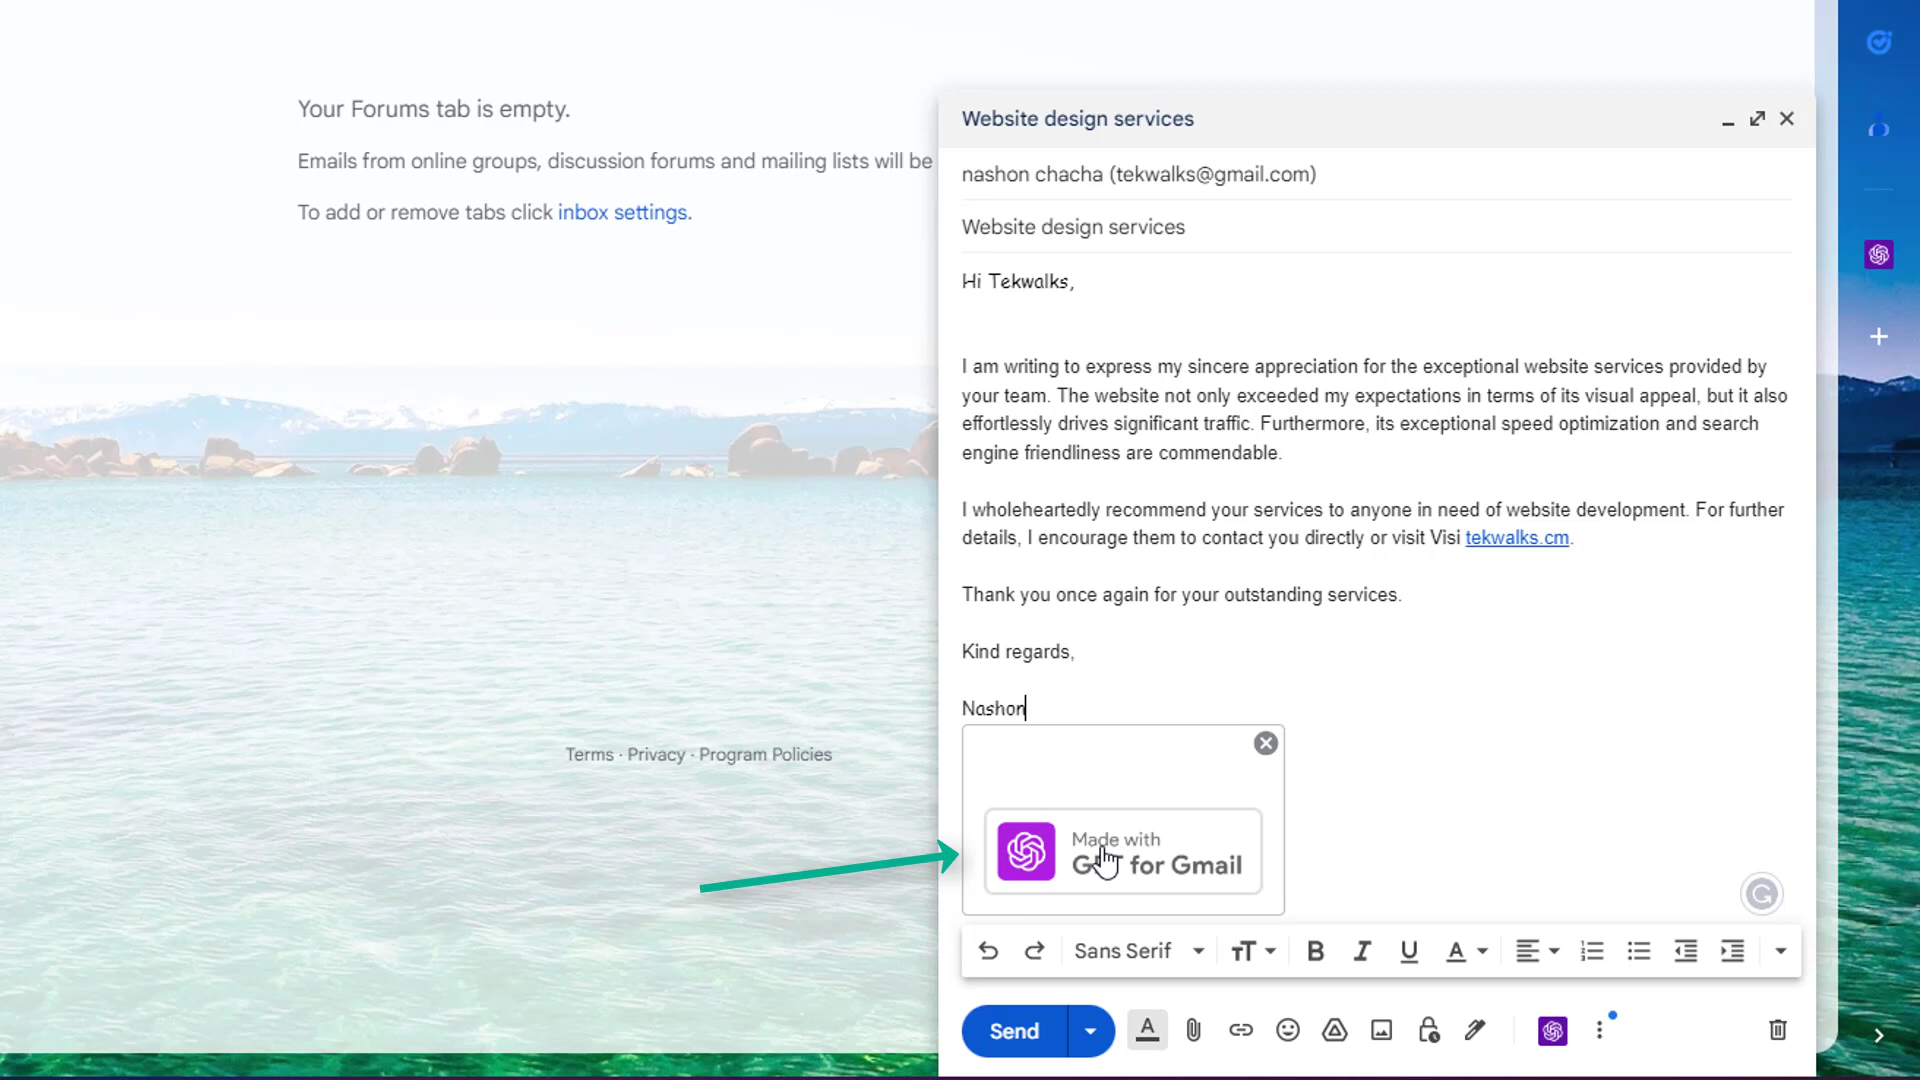 Your Forums tab is empty.
Emails from online groups, discussion forums and mailing lists will be
To add or remove tabs click inbox settings.
Terms · Privacy · Program Policies
Website design services
nashon chacha (tekwalks@gmail.com)
Website design services
Hi Tekwalks,
I am writing to express my sincere appreciation for the exceptional website services provided by
your team. The website not only exceeded my expectations in terms of its visual appeal, but it also
effortlessly drives significant traffic. Furthermore, its exceptional speed optimization and search
engine friendliness are commendable.
I wholeheartedly recommend your services to anyone in need of website development. For further
details, I encourage them to contact you directly or visit Visi tekwalks.cm.
Thank you once again for your outstanding services.
Kind regards,
Nashon
Made with
GPT for Gmail
Sans Serif
Send